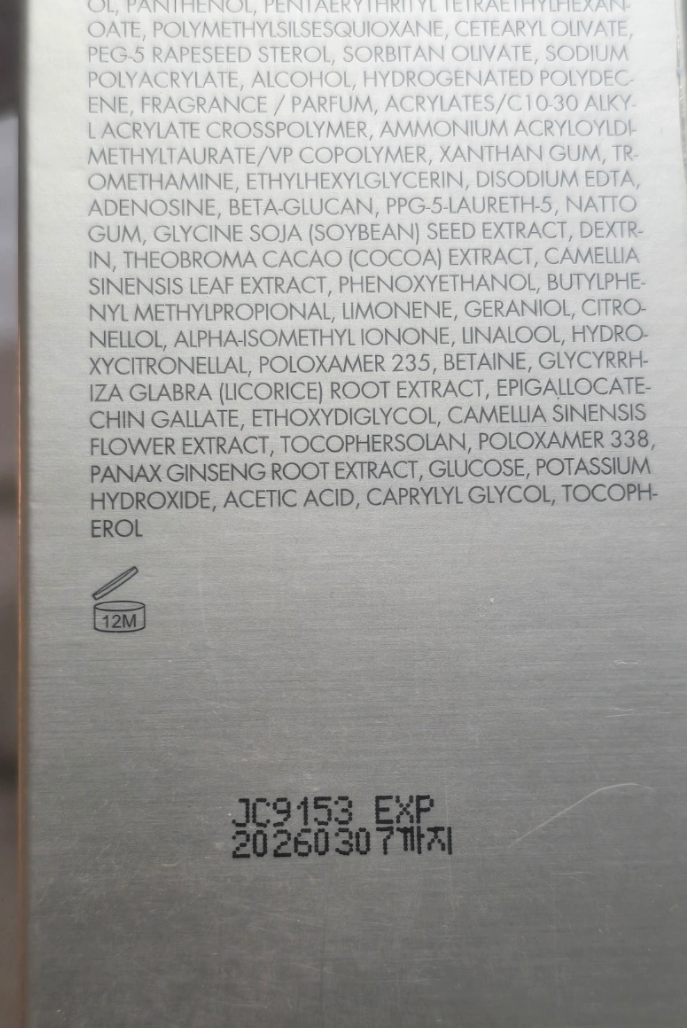 OL, PANTHENOL, PENTAERYTHRITYL TETRAETHYLHEXAN-
OATE, POLYMETHYLSILSESQUIOXANE, CETEARYL OLIVATE,
PEG-5 RAPESEED STEROL, SORBITAN OLIVATE, SODIUM
POLYACRYLATE, ALCOHOL, HYDROGENATED POLYDEC-
ENE, FRAGRANCE / PARFUM, ACRYLATES/C10-30 ALKY-
L ACRYLATE CROSSPOLYMER, AMMONIUM ACRYLOYLDI-
METHYLTAURATE/VP COPOLYMER, XANTHAN GUM, TR-
OMETHAMINE, ETHYLHEXYLGLYCERIN, DISODIUM EDTA,
ADENOSINE, BETA-GLUCAN, PPG-5-LAURETH-5, NATTO
GUM, GLYCINE SOJA (SOYBEAN) SEED EXTRACT, DEXTR-
IN, THEOBROMA CACAO (COCOA) EXTRACT, CAMELLIA
SINENSIS LEAF EXTRACT, PHENOXYETHANOL, BUTYLPHE-
NYL METHYLPROPIONAL, LIMONENE, GERANIOL, CITRO-
NELLOL, ALPHA-ISOMETHYL IONONE, LINALOOL, HYDRO-
XYCITRONELLAL, POLOXAMER 235, BETAINE, GLYCYRRH-
IZA GLABRA (LICORICE) ROOT EXTRACT, EPIGALLOCATE-
CHIN GALLATE, ETHOXYDIGLYCOL, CAMELLIA SINENSIS
FLOWER EXTRACT, TOCOPHERSOLAN, POLOXAMER 338,
PANAX GINSENG ROOT EXTRACT, GLUCOSE, POTASSIUM
HYDROXIDE, ACETIC ACID, CAPRYLYL GLYCOL, TOCOPH-
EROL
12M
JC9153 EXP
20260307까지